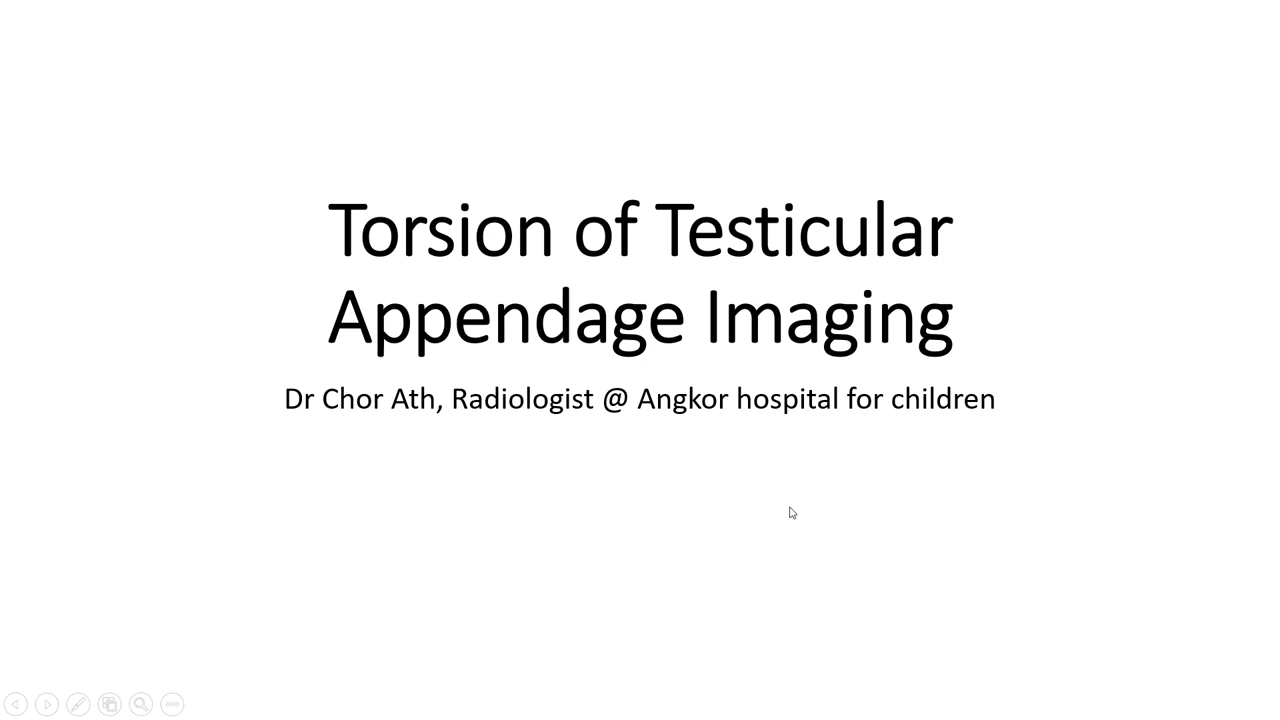 Torsion of Testicular
Appendage Imaging
Dr Chor Ath, Radiologist @ Angkor hospital for children